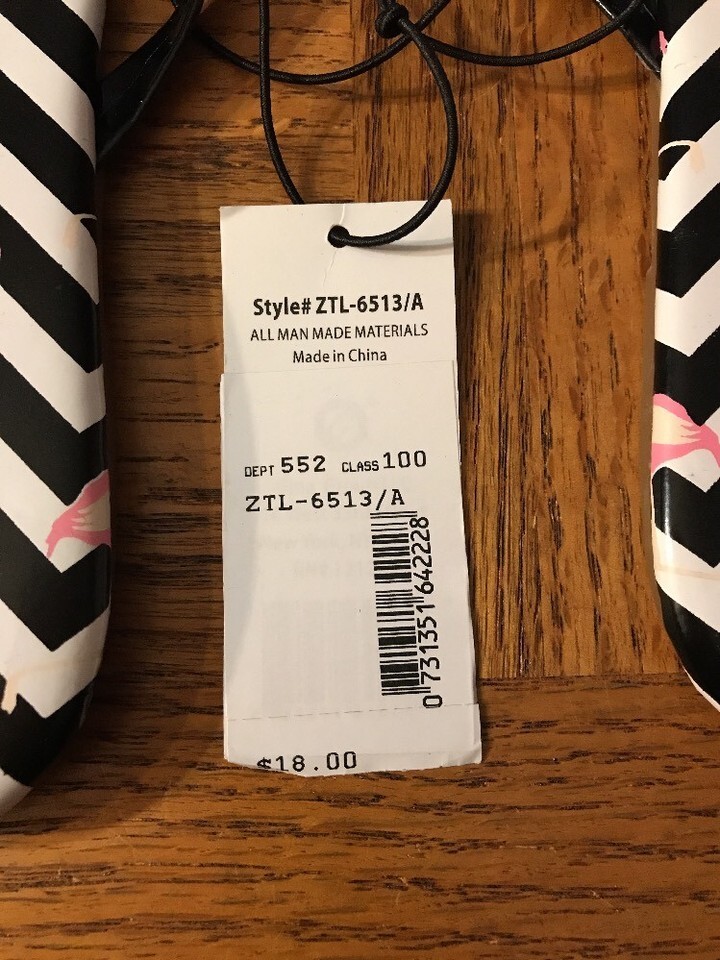 Style# ZTL-6513/A
ALL MAN MADE MATERIALS
Made in China
DEPT 552 CLASS 100
ZTL-6513/A
0 731351 642228
$18.00